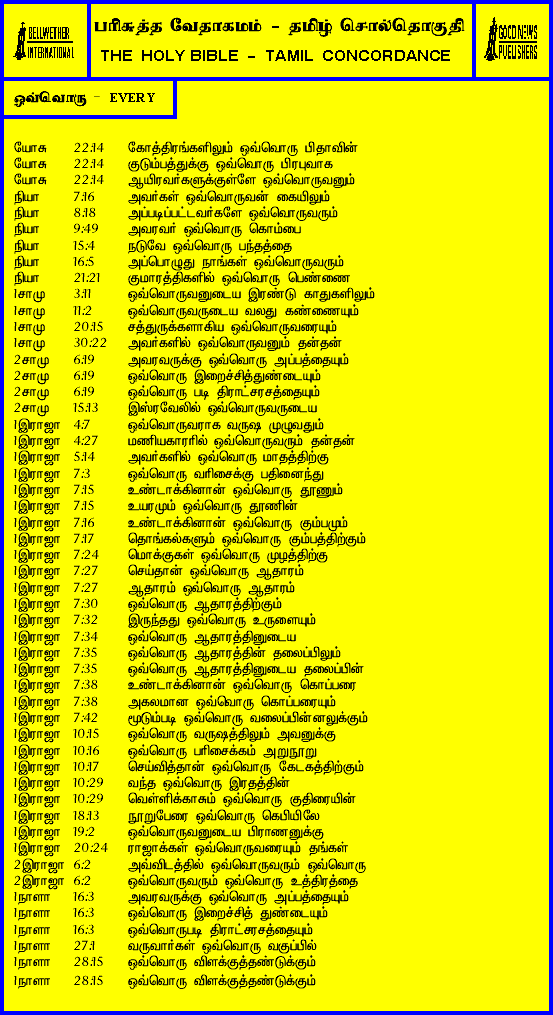 BELLWETHER
INTERNATIONAL
பரிசுத்த வேதாகமம் - தமிழ் சொல்தொகுதி
THE HOLY BIBLE - TAMIL CONCORDANCE
GOOD NEWS
PUBLISHERS
ஒவ்வொரு - EVERY
யோசு 22:14 கோத்திரங்களிலும் ஒவ்வொரு பிதாவின்
யோசு 22:14 குடும்பத்துக்கு ஒவ்வொரு பிரபுவாக
யோசு 22:14 ஆயிரவர்களுக்குள்ளே ஒவ்வொருவனும்
நியா 7:16 அவர்கள் ஒவ்வொருவன் கையிலும்
நியா 8:18 அப்படிப்பட்டவர்களே ஒவ்வொருவரும்
நியா 9:49 அவரவர் ஒவ்வொரு கொம்பை
நியா 15:4 நடுவே ஒவ்வொரு பந்தத்தை
நியா 16:5 அப்பொழுது நாங்கள் ஒவ்வொருவரும்
நியா 21:21 குமாரத்திகளில் ஒவ்வொரு பெண்ணை
1சாமு 3:11 ஒவ்வொருவனுடைய இரண்டு காதுகளிலும்
1சாமு 11:2 ஒவ்வொருவருடைய வலது கண்ணையும்
1சாமு 20:15 சத்துருக்களாகிய ஒவ்வொருவரையும்
1சாமு 30:22 அவர்களில் ஒவ்வொருவனும் தன்தன்
2சாமு 6:19 அவரவருக்கு ஒவ்வொரு அப்பத்தையும்
2சாமு 6:19 ஒவ்வொரு இறைச்சித்துண்டையும்
2சாமு 6:19 ஒவ்வொரு படி திராட்சரசத்தையும்
2சாமு 15:13 இஸ்ரவேலில் ஒவ்வொருவருடைய
1இராஜா 4:7 ஒவ்வொருவராக வருஷ முழுவதும்
1இராஜா 4:27 மணியகாரரில் ஒவ்வொருவரும் தன்தன்
1இராஜா 5:14 அவர்களில் ஒவ்வொரு மாதத்திற்கு
1இராஜா 7:3 ஒவ்வொரு வரிசைக்கு பதினைந்து
1இராஜா 7:15 உண்டாக்கினான் ஒவ்வொரு தூணும்
1இராஜா 7:15 உயரமும் ஒவ்வொரு தூணின்
1இராஜா 7:16 உண்டாக்கினான் ஒவ்வொரு கும்பமும்
1இராஜா 7:17 தொங்கல்களும் ஒவ்வொரு கும்பத்திற்கும்
1இராஜா 7:24 மொக்குகள் ஒவ்வொரு முழத்திற்கு
1இராஜா 7:27 செய்தான் ஒவ்வொரு ஆதாரம்
1இராஜா 7:27 ஆதாரம் ஒவ்வொரு ஆதாரம்
1இராஜா 7:30 ஒவ்வொரு ஆதாரத்திற்கும்
1இராஜா 7:32 இருந்தது ஒவ்வொரு உருளையும்
1இராஜா 7:34 ஒவ்வொரு ஆதாரத்தினுடைய
1இராஜா 7:35 ஒவ்வொரு ஆதாரத்தின் தலைப்பிலும்
1இராஜா 7:35 ஒவ்வொரு ஆதாரத்தினுடைய தலைப்பின்
1இராஜா 7:38 உண்டாக்கினான் ஒவ்வொரு கொப்பரை
1இராஜா 7:38 அகலமான ஒவ்வொரு கொப்பரையும்
1இராஜா 7:42 மூடும்படி ஒவ்வொரு வலைப்பின்னலுக்கும்
1இராஜா 10:15 ஒவ்வொரு வருஷத்திலும் அவனுக்கு
1இராஜா 10:16 ஒவ்வொரு பரிசைக்கம் அறுநூறு
1இராஜா 10:17 செய்வித்தான் ஒவ்வொரு கேடகத்திற்கும்
1இராஜா 10:29 வந்த ஒவ்வொரு இரதத்தின்
1இராஜா 10:29 வெள்ளிக்காசும் ஒவ்வொரு குதிரையின்
1இராஜா 18:13 நூறுபேரை ஒவ்வொரு கெபியிலே
1இராஜா 19:2 ஒவ்வொருவனுடைய பிராணனுக்கு
1இராஜா 20:24 ராஜாக்கள் ஒவ்வொருவரையும் தங்கள்
2இராஜா 6:2 அவ்விடத்தில் ஒவ்வொருவரும் ஒவ்வொரு
2இராஜா 6:2 ஒவ்வொருவரும் ஒவ்வொரு உத்திரத்தை
1நாளா 16:3 அவரவருக்கு ஒவ்வொரு அப்பத்தையும்
1நாளா 16:3 ஒவ்வொரு இறைச்சித் துண்டையும்
1நாளா 16:3 ஒவ்வொருபடி திராட்சரசத்தையும்
1நாளா 27:1 வருவார்கள் ஒவ்வொரு வகுப்பில்
1நாளா 28:15 ஒவ்வொரு விளக்குத்தண்டுக்கும்
1நாளா 28:15 ஒவ்வொரு விளக்குத்தண்டுக்கும்